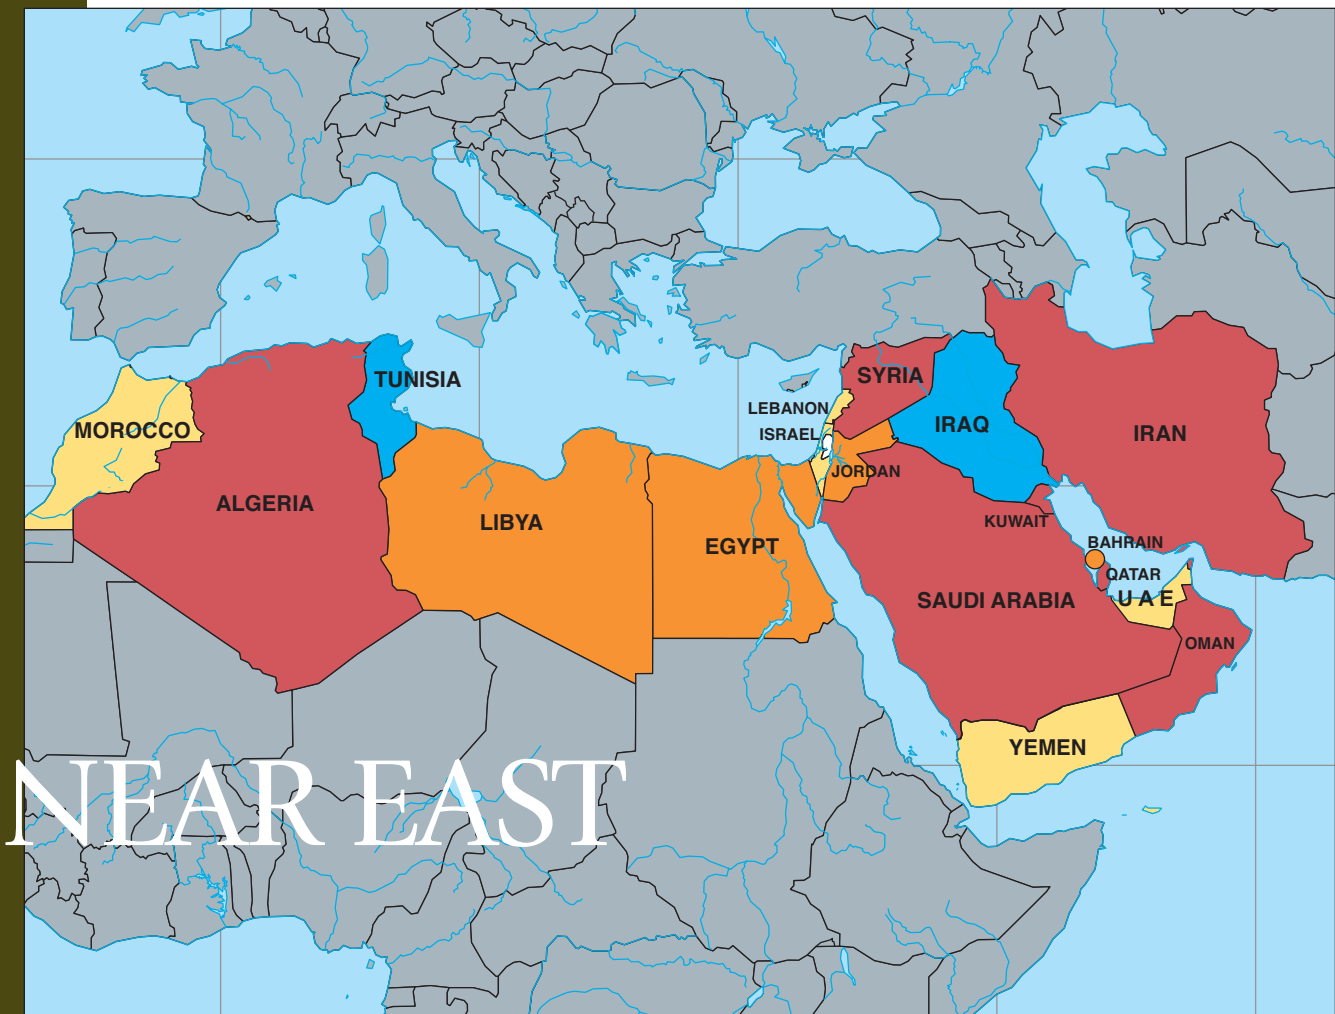 TUNISIA
SYRIA
LEBANON
MOROCCO
ISRAEL
IRAQ
IRAN
JORDAN
ALGERIA
LIBYA
KUWAIT
EGYPT
BAHRAIN
QATAR
SAUDI ARABIA
U A E
OMAN
YEMEN
NEAR EAST